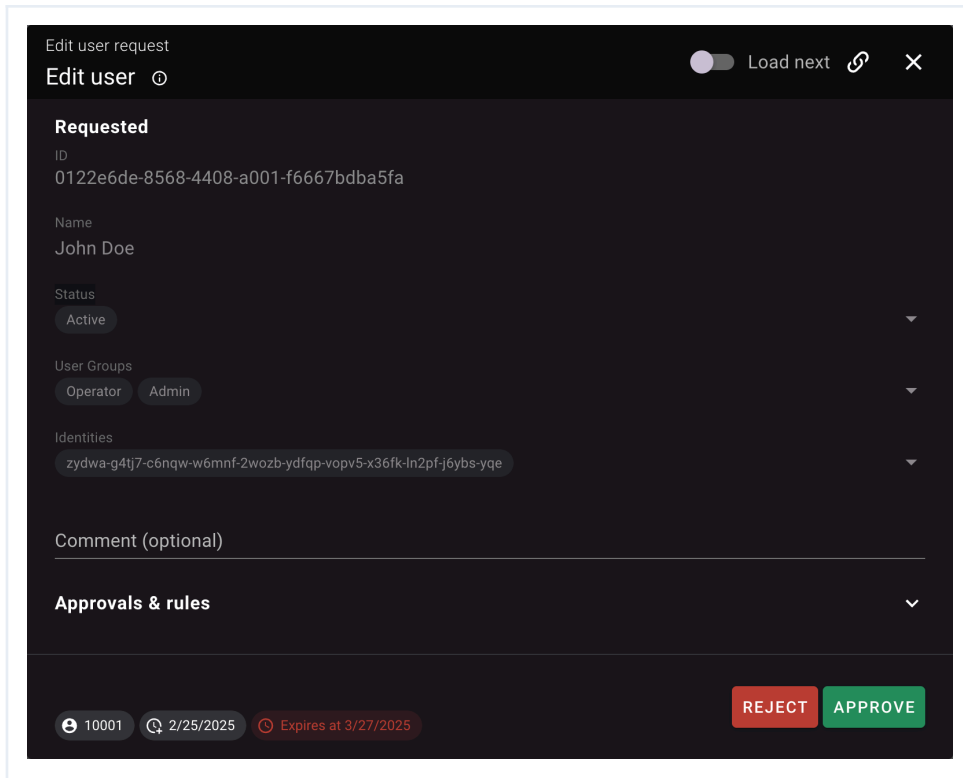 Edit user request
Edit user
Load next
Requested
ID
0122e6de-8568-4408-a001-f6667bdba5fa
Name
John Doe
Status
Active
User Groups
Operator Admin
Identities
zydwa-g4tj7-c6nqw-w6mnf-2wozb-ydfqp-vopv5-x36fk-ln2pf-j6ybs-yqe
Comment (optional)
Approvals & rules
REJECT APPROVE
10001 2/25/2025 Expires at 3/27/2025